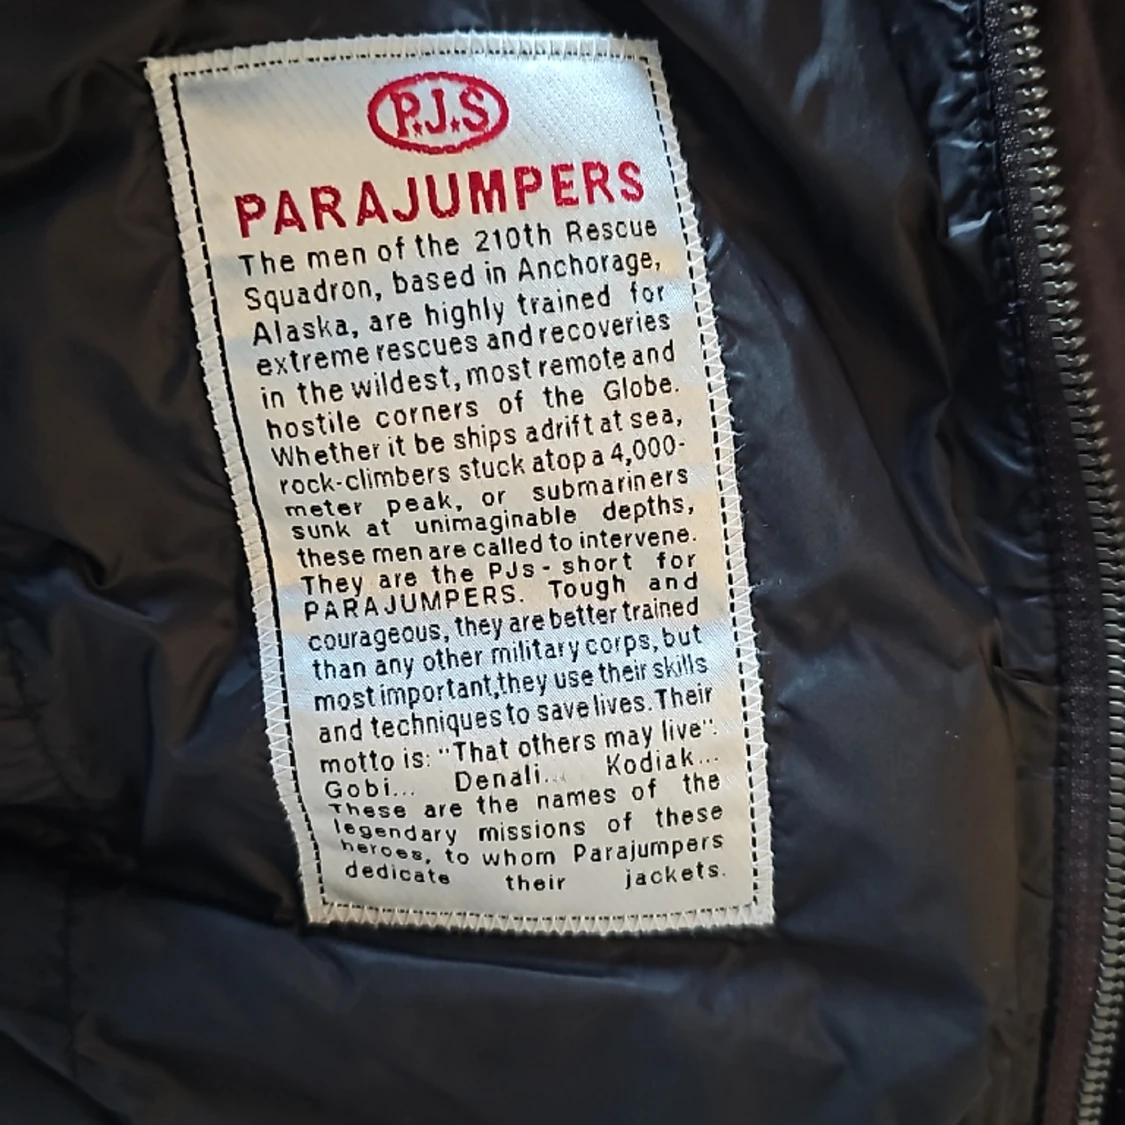 P.J.S
PARAJUMPERS
The men of the 210th Rescue
Squadron, based in Anchorage,
Alaska, are highly trained for
extreme rescues and recoveries
in the wildest, most remote and
hostile corners of the Globe.
Whether it be ships adrift at sea,
rock-climbers stuck atop a 4,000-
meter peak, or submariners
sunk at unimaginable depths,
these men are called to intervene.
They are the PJs - short for
PARAJUMPERS. Tough and
courageous, they are better trained
than any other military corps, but
most important,they use their skills
and techniques to save lives. Their
motto is: "That others may live".
Gobi... Denali... Kodiak...
These are the names of the
legendary missions of these
heroes, to whom Parajumpers
dedicate their jackets.